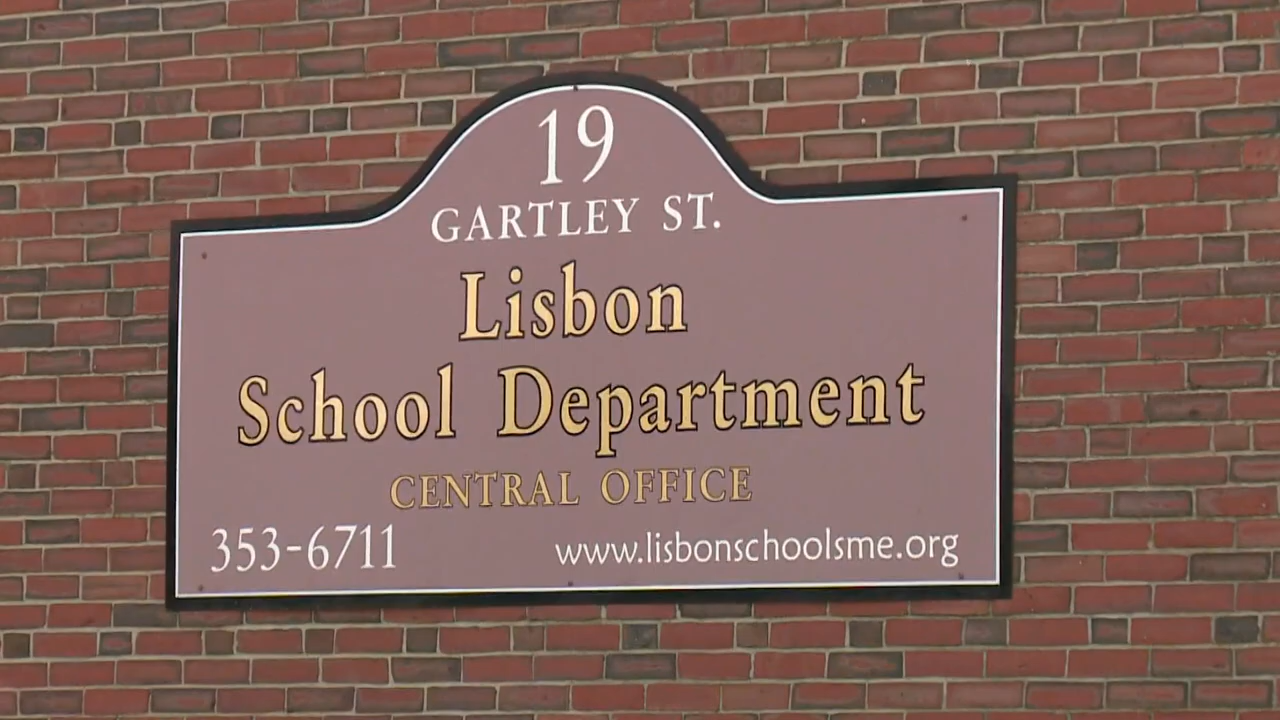 19
GARTLEY ST.
Lisbon
School Department
CENTRAL OFFICE
353-6711
www.lisbonschoolsme.org